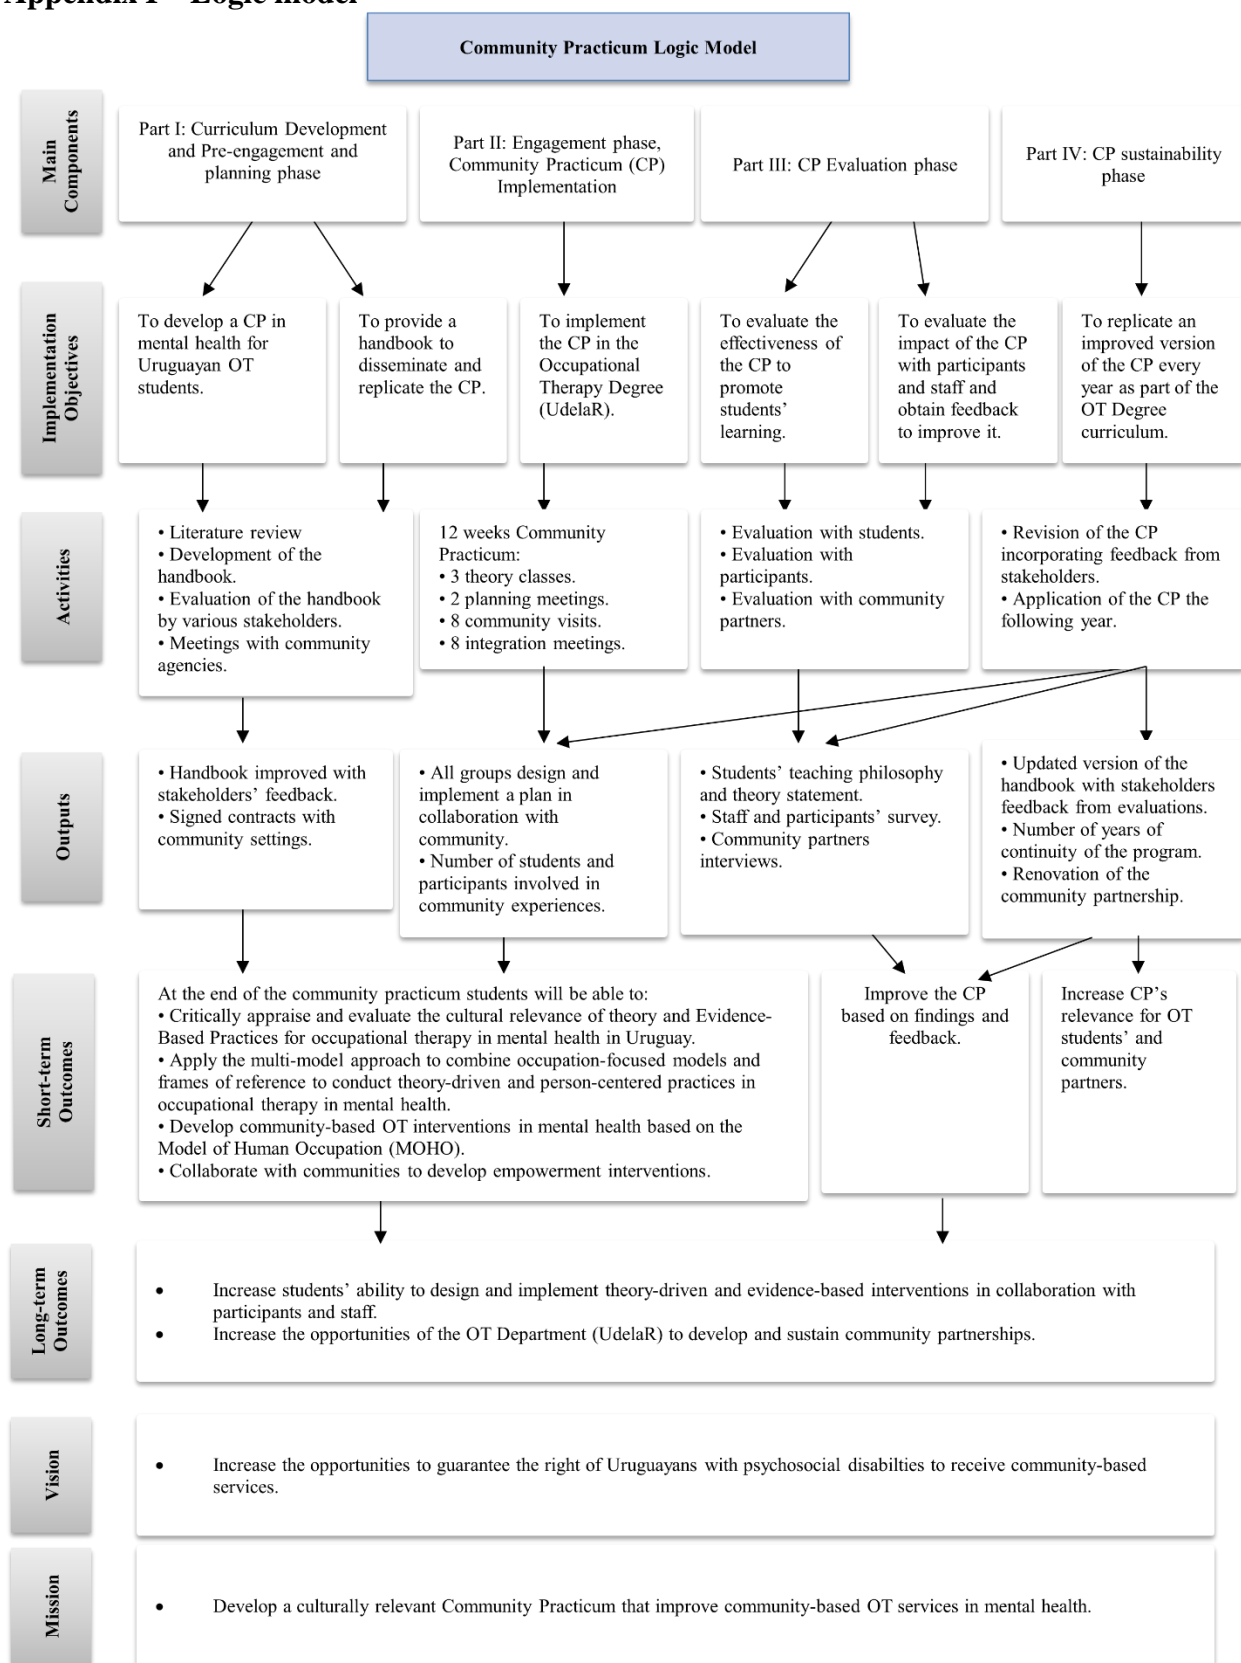 Appendix I – Logic model
Community Practicum Logic Model
Main
Components
Part I: Curriculum Development
and Pre-engagement and
planning phase
Part II: Engagement phase,
Community Practicum (CP)
Implementation
Part III: CP Evaluation phase
Part IV: CP sustainability
phase
Implementation
Objectives
To develop a CP in
mental health for
Uruguayan OT
students.
To provide a
handbook to
disseminate and
replicate the CP.
To implement
the CP in the
Occupational
Therapy Degree
(UdelaR).
To evaluate the
effectiveness of
the CP to
promote
students’
learning.
To evaluate the
impact of the CP
with participants
and staff and
obtain feedback
to improve it.
To replicate an
improved version
of the CP every
year as part of the
OT Degree
curriculum.
Activities
• Literature review
• Development of the
handbook.
• Evaluation of the handbook
by various stakeholders.
• Meetings with community
agencies.
12 weeks Community
Practicum:
• 3 theory classes.
• 2 planning meetings.
• 8 community visits.
• 8 integration meetings.
• Evaluation with students.
• Evaluation with
participants.
• Evaluation with community
partners.
• Revision of the CP
incorporating feedback from
stakeholders.
• Application of the CP the
following year.
Outputs
• Handbook improved with
stakeholders’ feedback.
• Signed contracts with
community settings.
• All groups design and
implement a plan in
collaboration with
community.
• Number of students and
participants involved in
community experiences.
• Students’ teaching philosophy
and theory statement.
• Staff and participants’ survey.
• Community partners
interviews.
• Updated version of the
handbook with stakeholders
feedback from evaluations.
• Number of years of
continuity of the program.
• Renovation of the
community partnership.
Short-term
Outcomes
At the end of the community practicum students will be able to:
• Critically appraise and evaluate the cultural relevance of theory and Evidence-
Based Practices for occupational therapy in mental health in Uruguay.
• Apply the multi-model approach to combine occupation-focused models and
frames of reference to conduct theory-driven and person-centered practices in
occupational therapy in mental health.
• Develop community-based OT interventions in mental health based on the
Model of Human Occupation (MOHO).
• Collaborate with communities to develop empowerment interventions.
Improve the CP
based on findings and
feedback.
Increase CP’s
relevance for OT
students’ and
community
partners.
Long-term
Outcomes
• Increase students’ ability to design and implement theory-driven and evidence-based interventions in collaboration with
participants and staff.
• Increase the opportunities of the OT Department (UdelaR) to develop and sustain community partnerships.
Vision
• Increase the opportunities to guarantee the right of Uruguayans with psychosocial disabilties to receive community-based
services.
Mission
• Develop a culturally relevant Community Practicum that improve community-based OT services in mental health.